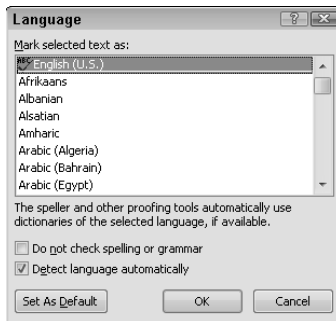 Language
Mark selected text as:
English (U.S.)
Afrikaans
Albanian
Alsatian
Amharic
Arabic (Algeria)
Arabic (Bahrain)
Arabic (Egypt)
The speller and other proofing tools automatically use
dictionaries of the selected language, if available.
Do not check spelling or grammar
Detect language automatically
Set As Default OK Cancel